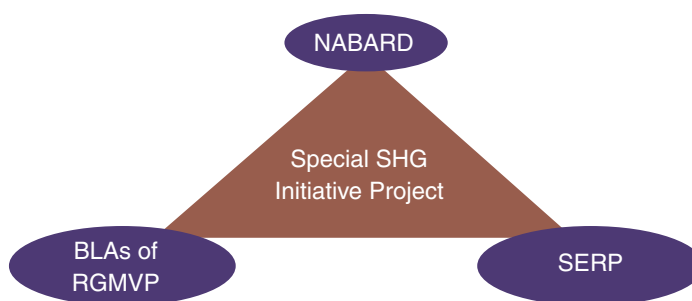 NABARD
Special SHG
Initiative Project
BLAs of
RGMVP
SERP